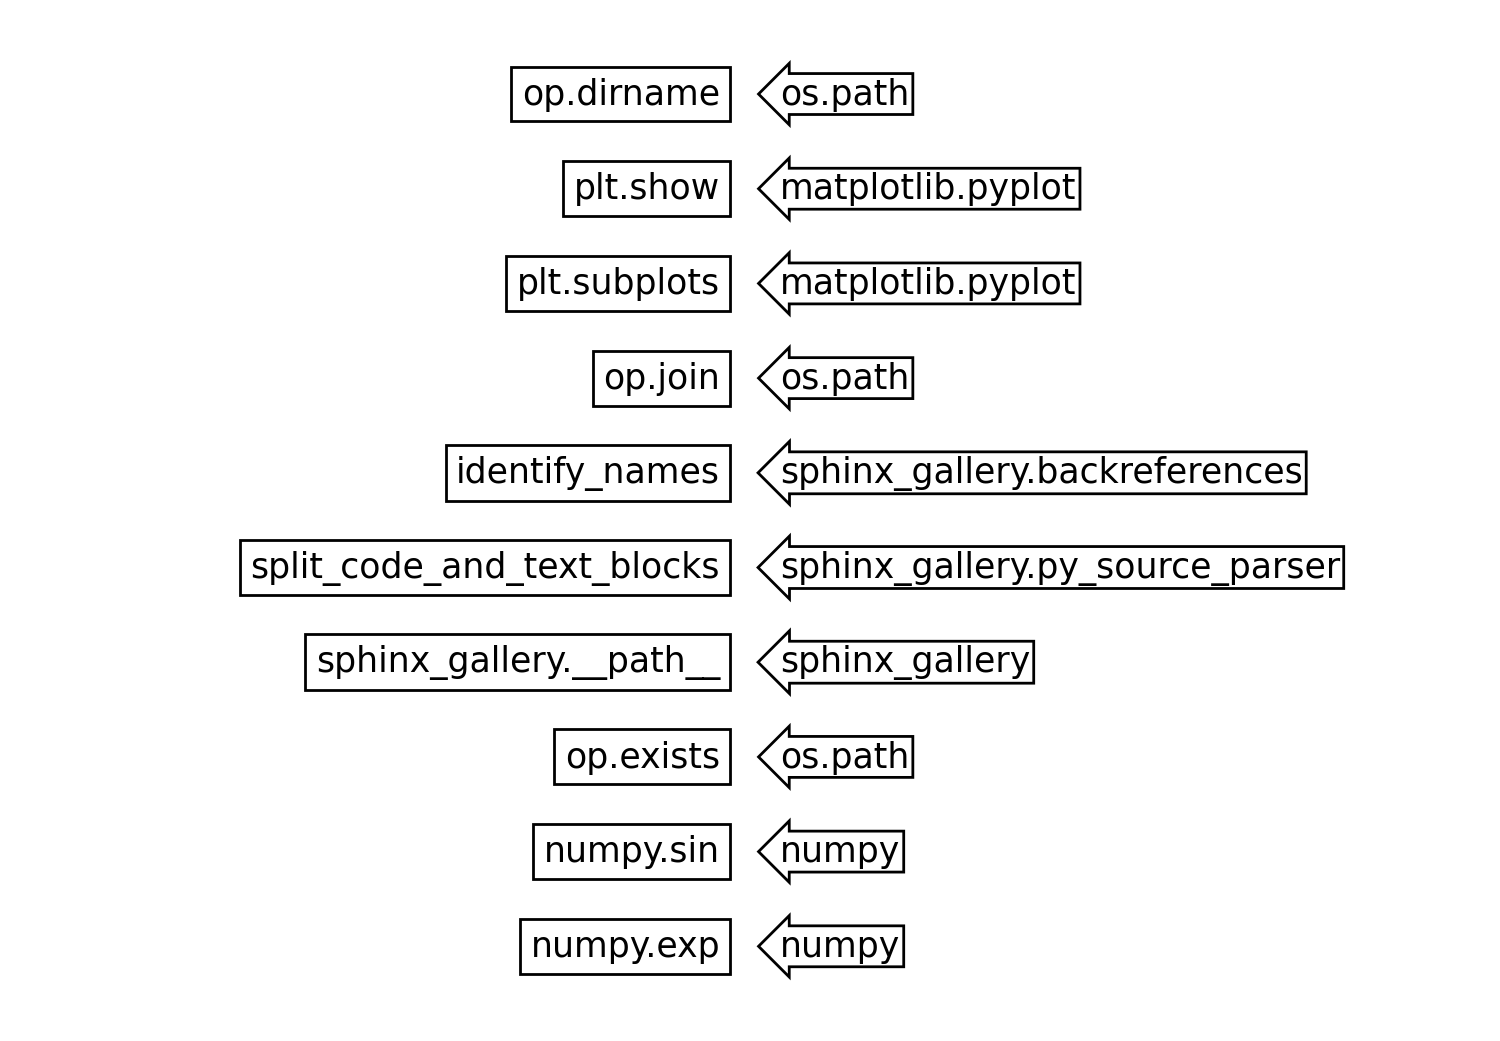 op.dirname os.path
plt.show matplotlib.pyplot
plt.subplots matplotlib.pyplot
op.join os.path
identify_names sphinx_gallery.backreferences
split_code_and_text_blocks sphinx_gallery.py_source_parser
sphinx_gallery.__path__ sphinx_gallery
op.exists os.path
numpy.sin numpy
numpy.exp numpy